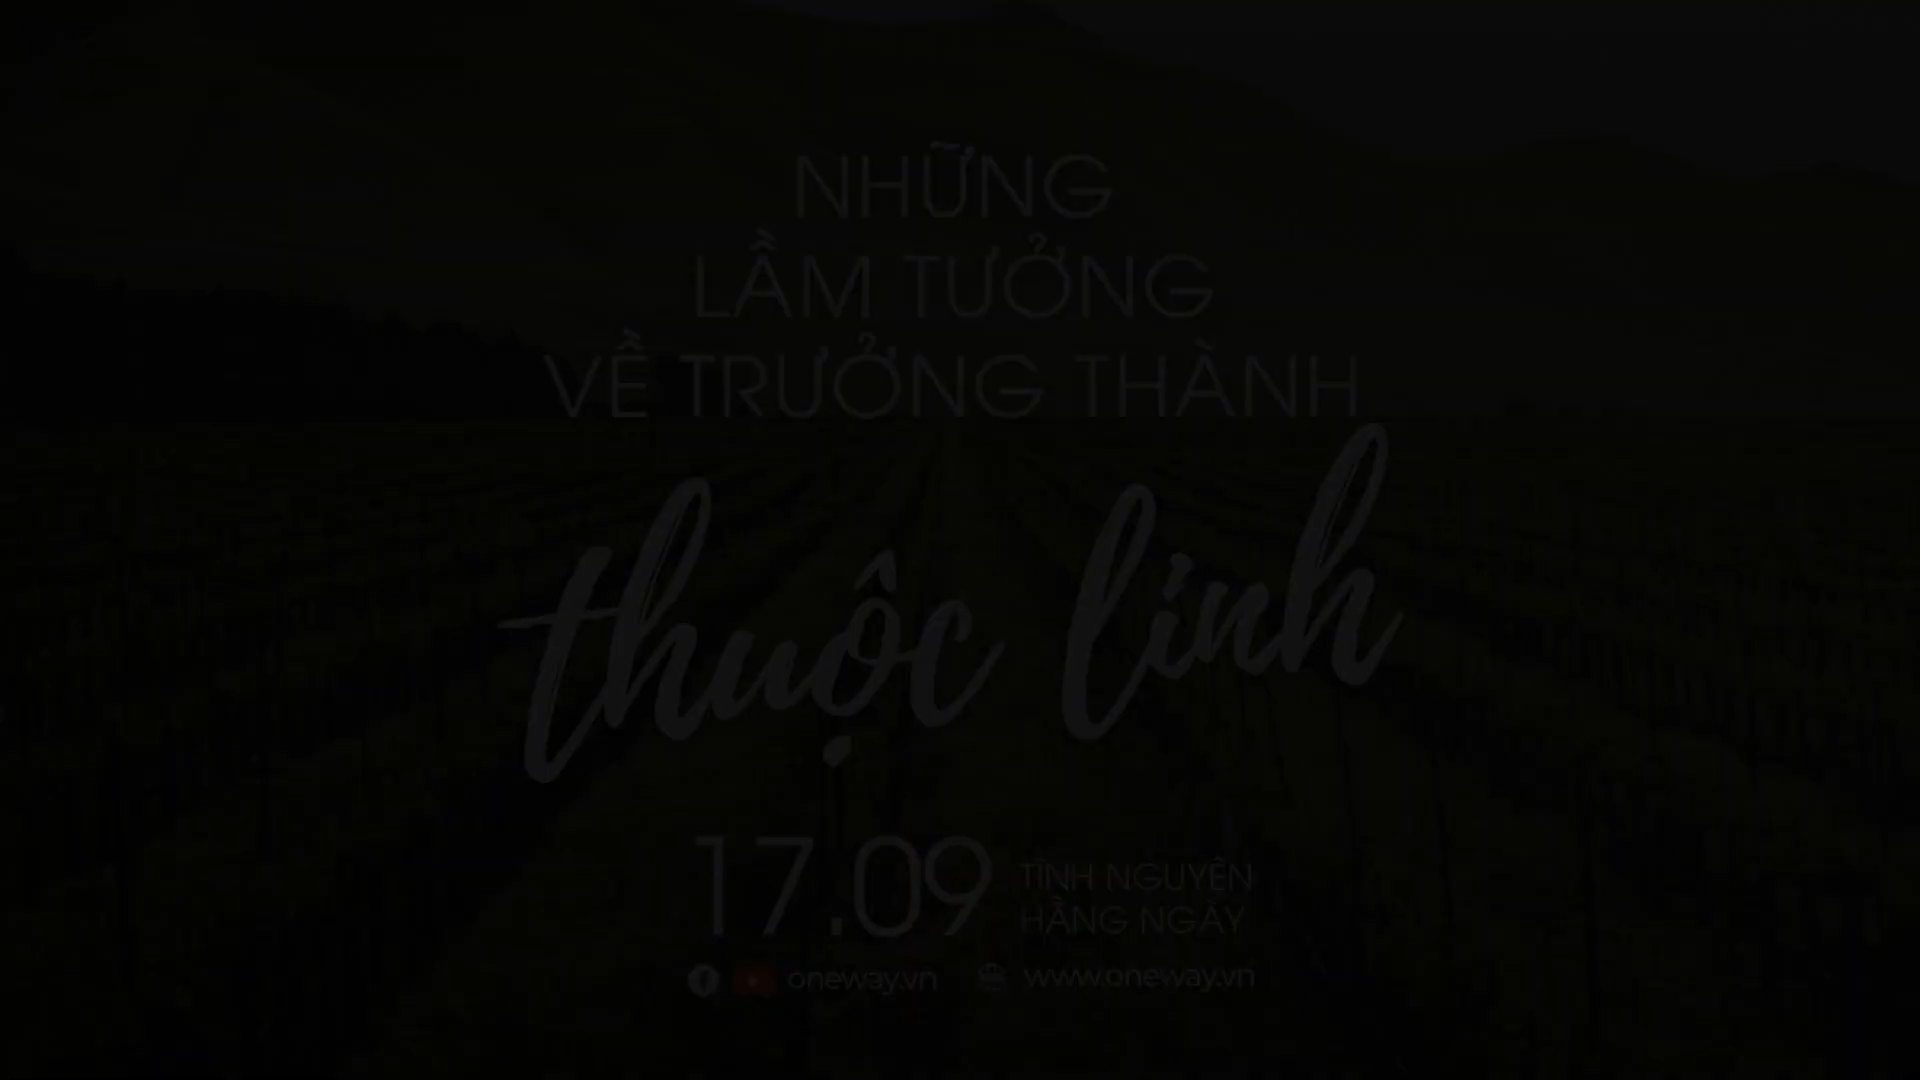 NHỮNG
LẦM TƯỞNG
VỀ TRƯỞNG THÀNH
thuộc linh
17.09
TĨNH NGUYỆN
HẰNG NGÀY
oneway.vn
www.oneway.vn